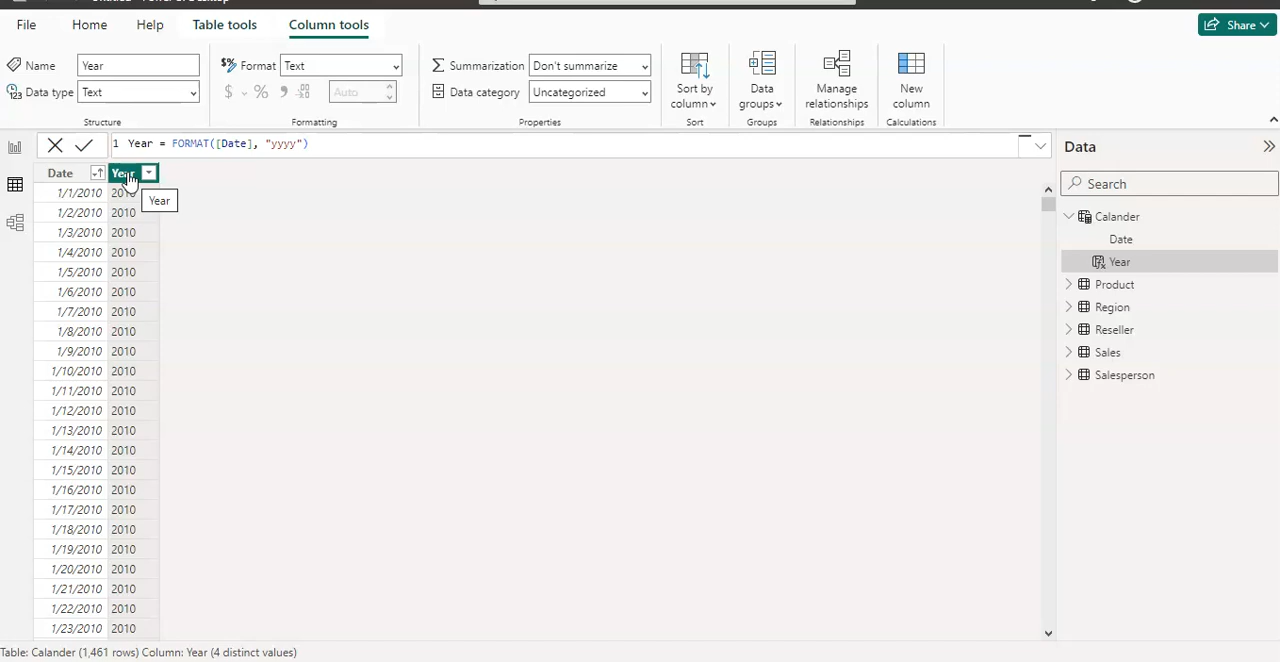 File Home Help Table tools Column tools Share
Name Year
Format Text
Summarization Don't summarize
Data type Text
$ % 9 Auto
Data category Uncategorized
Sort by column
Data groups
Manage relationships
New column
Structure Formatting Properties Sort Groups Relationships Calculations
1 Year = FORMAT([Date], "yyyy")
Data
Search
Calander
Date
Year
Product
Region
Reseller
Sales
Salesperson
Date Year
Year
1/1/2010 2010
1/2/2010 2010
1/3/2010 2010
1/4/2010 2010
1/5/2010 2010
1/6/2010 2010
1/7/2010 2010
1/8/2010 2010
1/9/2010 2010
1/10/2010 2010
1/11/2010 2010
1/12/2010 2010
1/13/2010 2010
1/14/2010 2010
1/15/2010 2010
1/16/2010 2010
1/17/2010 2010
1/18/2010 2010
1/19/2010 2010
1/20/2010 2010
1/21/2010 2010
1/22/2010 2010
1/23/2010 2010
Table: Calander (1,461 rows) Column: Year (4 distinct values)